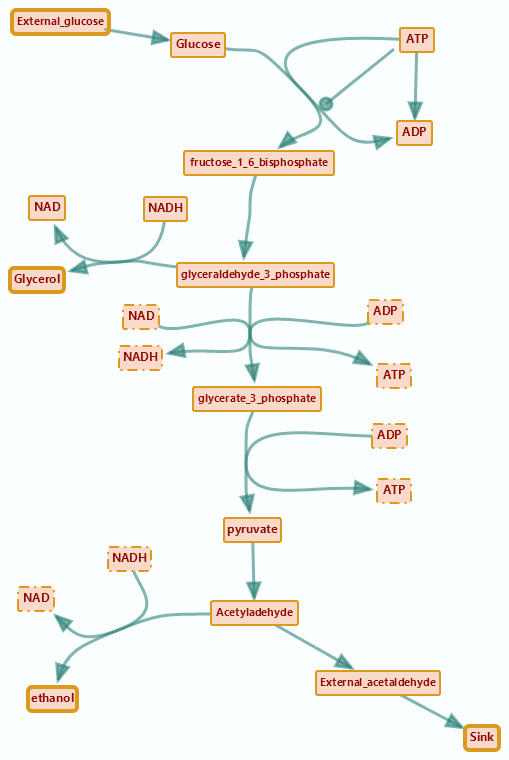 External_glucose
Glucose
ATP
ADP
fructose_1_6_bisphosphate
NAD
NADH
Glycerol
glyceraldehyde_3_phosphate
NAD
ADP
NADH
ATP
glycerate_3_phosphate
ADP
ATP
pyruvate
NADH
NAD
Acetyladehyde
External_acetaldehyde
ethanol
Sink